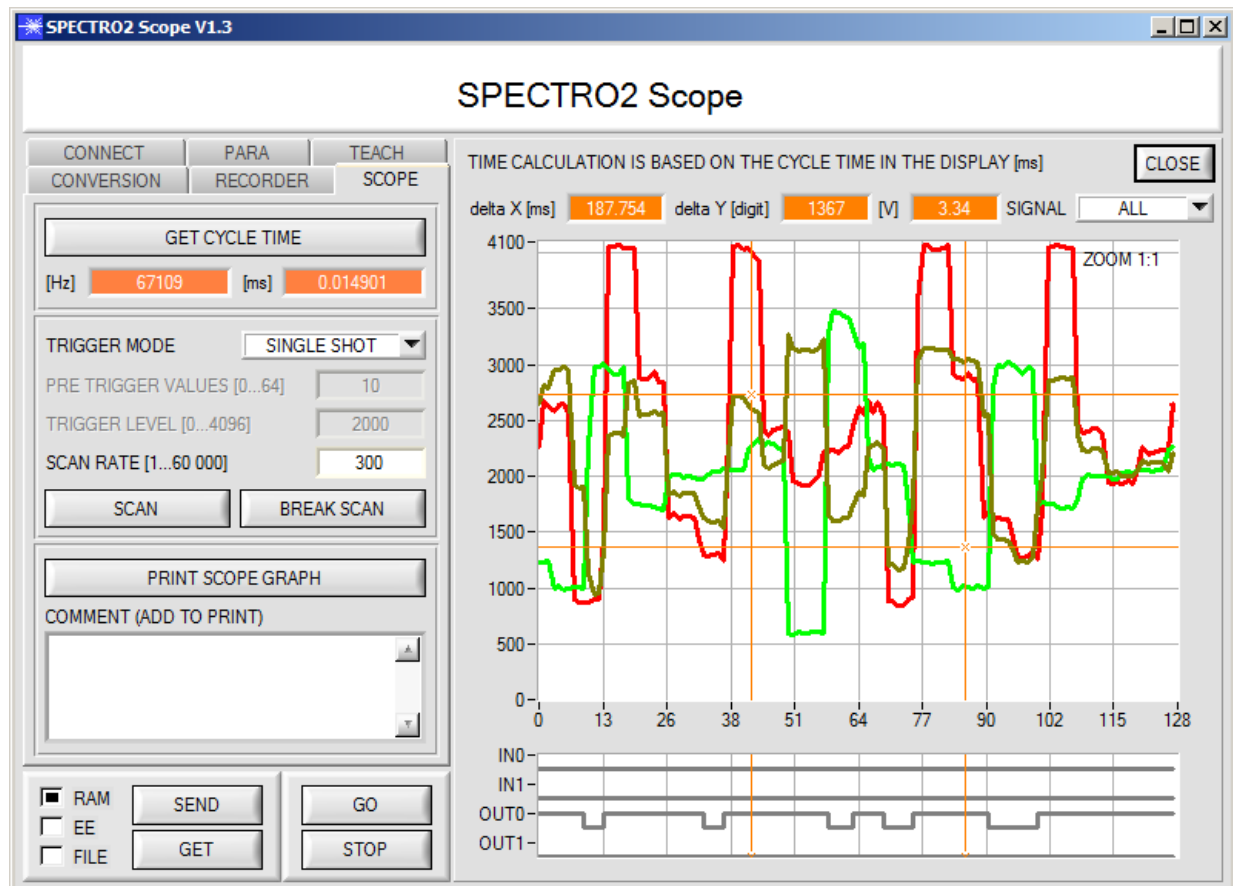 SPECTRO2 Scope V1.3
SPECTRO2 Scope
CONNECT PARA TEACH
CONVERSION RECORDER SCOPE
GET CYCLE TIME
[Hz] 67109 [ms] 0.014901
TRIGGER MODE SINGLE SHOT
PRE TRIGGER VALUES [0...64] 10
TRIGGER LEVEL [0...4096] 2000
SCAN RATE [1...60 000] 300
SCAN BREAK SCAN
PRINT SCOPE GRAPH
COMMENT (ADD TO PRINT)
RAM SEND GO
EE
FILE GET STOP
TIME CALCULATION IS BASED ON THE CYCLE TIME IN THE DISPLAY [ms] CLOSE
delta X [ms] 187.754 delta Y [digit] 1367 [V] 3.34 SIGNAL ALL
ZOOM 1:1
4100
3500
3000
2500
2000
1500
1000
500
0
0 13 26 38 51 64 77 90 102 115 128
IN0
IN1
OUT0
OUT1